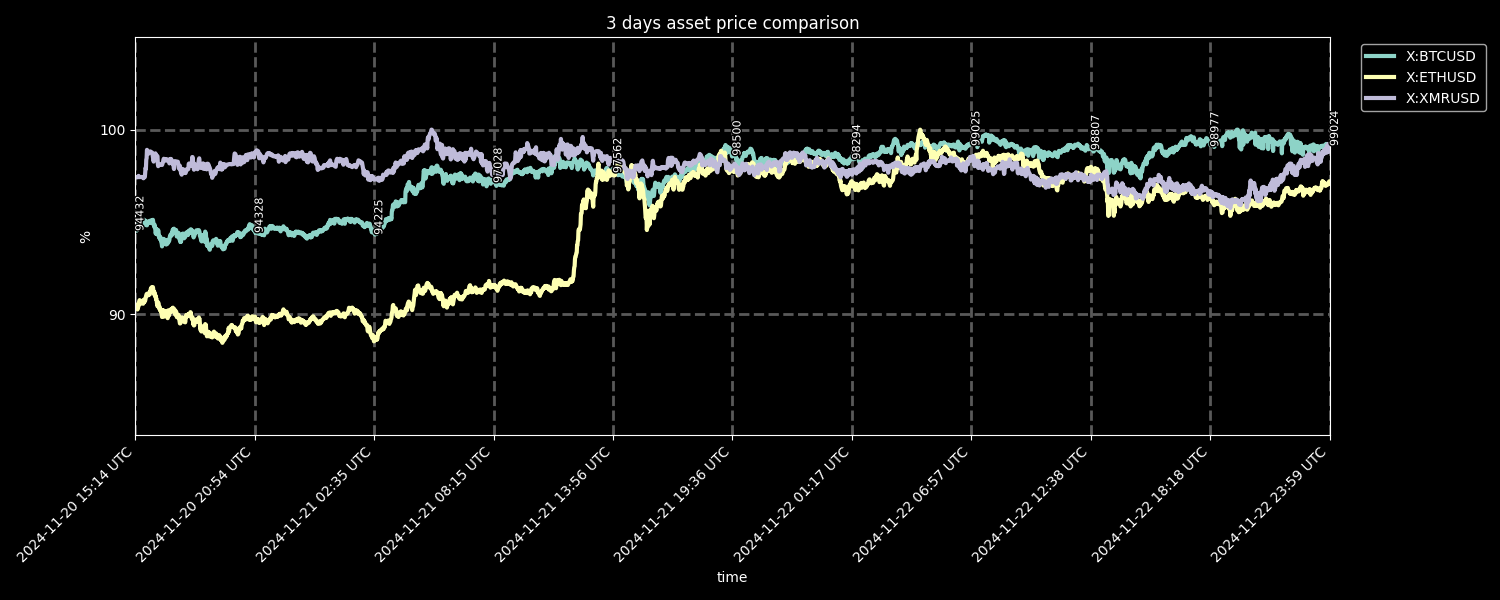 3 days asset price comparison
X:BTCUSD
X:ETHUSD
X:XMRUSD
100
90
%
94432
94328
94225
97028
97562
98500
98294
99025
98807
98977
99024
2024-11-20 15:14 UTC
2024-11-20 20:54 UTC
2024-11-21 02:35 UTC
2024-11-21 08:15 UTC
2024-11-21 13:56 UTC
2024-11-21 19:36 UTC
2024-11-22 01:17 UTC
2024-11-22 06:57 UTC
2024-11-22 12:38 UTC
2024-11-22 18:18 UTC
2024-11-22 23:59 UTC
time